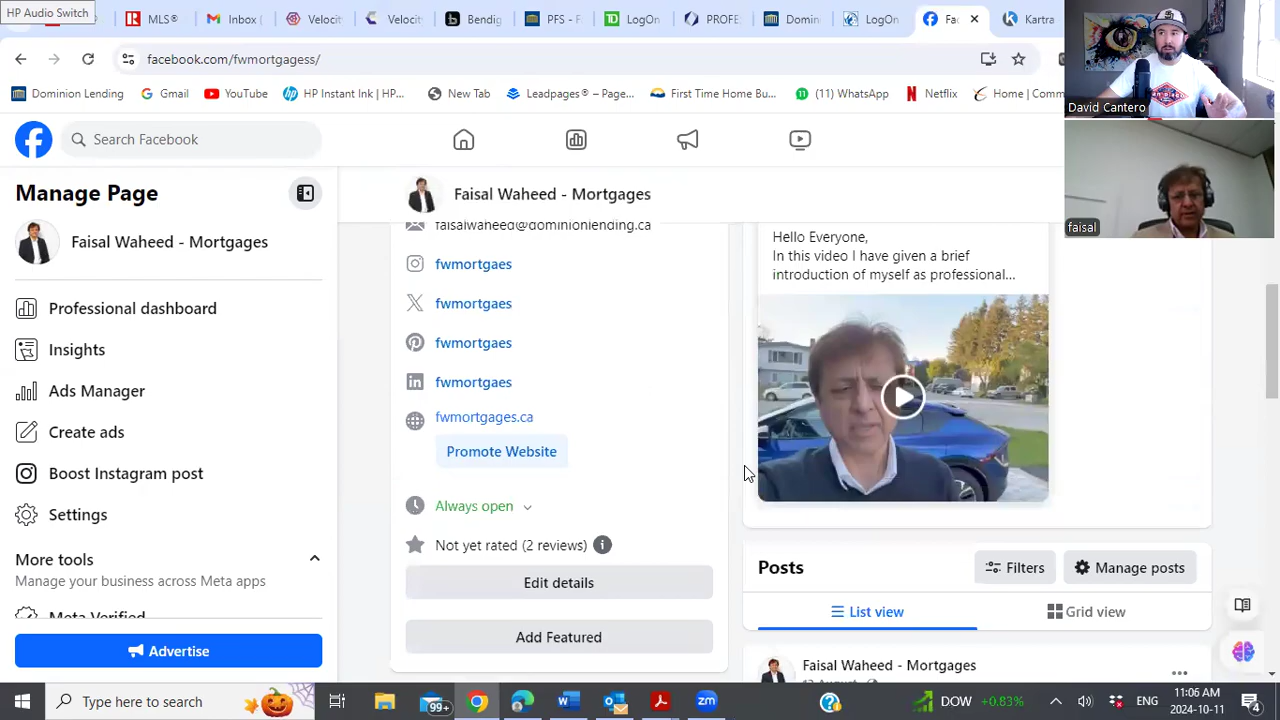 HP Audio Switch
MLS®
Inbox (
Velocit
Velocit
Bendig
PFS - F
LogOn
PROFE
Domin
LogOn
Fac
Kartra
facebook.com/fwmortgagess/
Dominion Lending
Gmail
YouTube
HP Instant Ink | HP...
New Tab
Leadpages® – Page...
First Time Home Bu...
(11) WhatsApp
Netflix
Home | Comm
David Cantero
faisal
Search Facebook
Manage Page
Faisal Waheed - Mortgages
Professional dashboard
Insights
Ads Manager
Create ads
Boost Instagram post
Settings
More tools
Manage your business across Meta apps
Meta Verified
Advertise
Faisal Waheed - Mortgages
faisalwaheed@dominionlending.ca
fwmortgaes
fwmortgaes
fwmortgaes
fwmortgaes
fwmortgages.ca
Promote Website
Always open
Not yet rated (2 reviews)
Edit details
Add Featured
Hello Everyone,
In this video I have given a brief
introduction of myself as professional...
Posts
Filters
Manage posts
List view
Grid view
Faisal Waheed - Mortgages
Type here to search
99+
DOW +0.83%
ENG
11:06 AM
2024-10-11
4